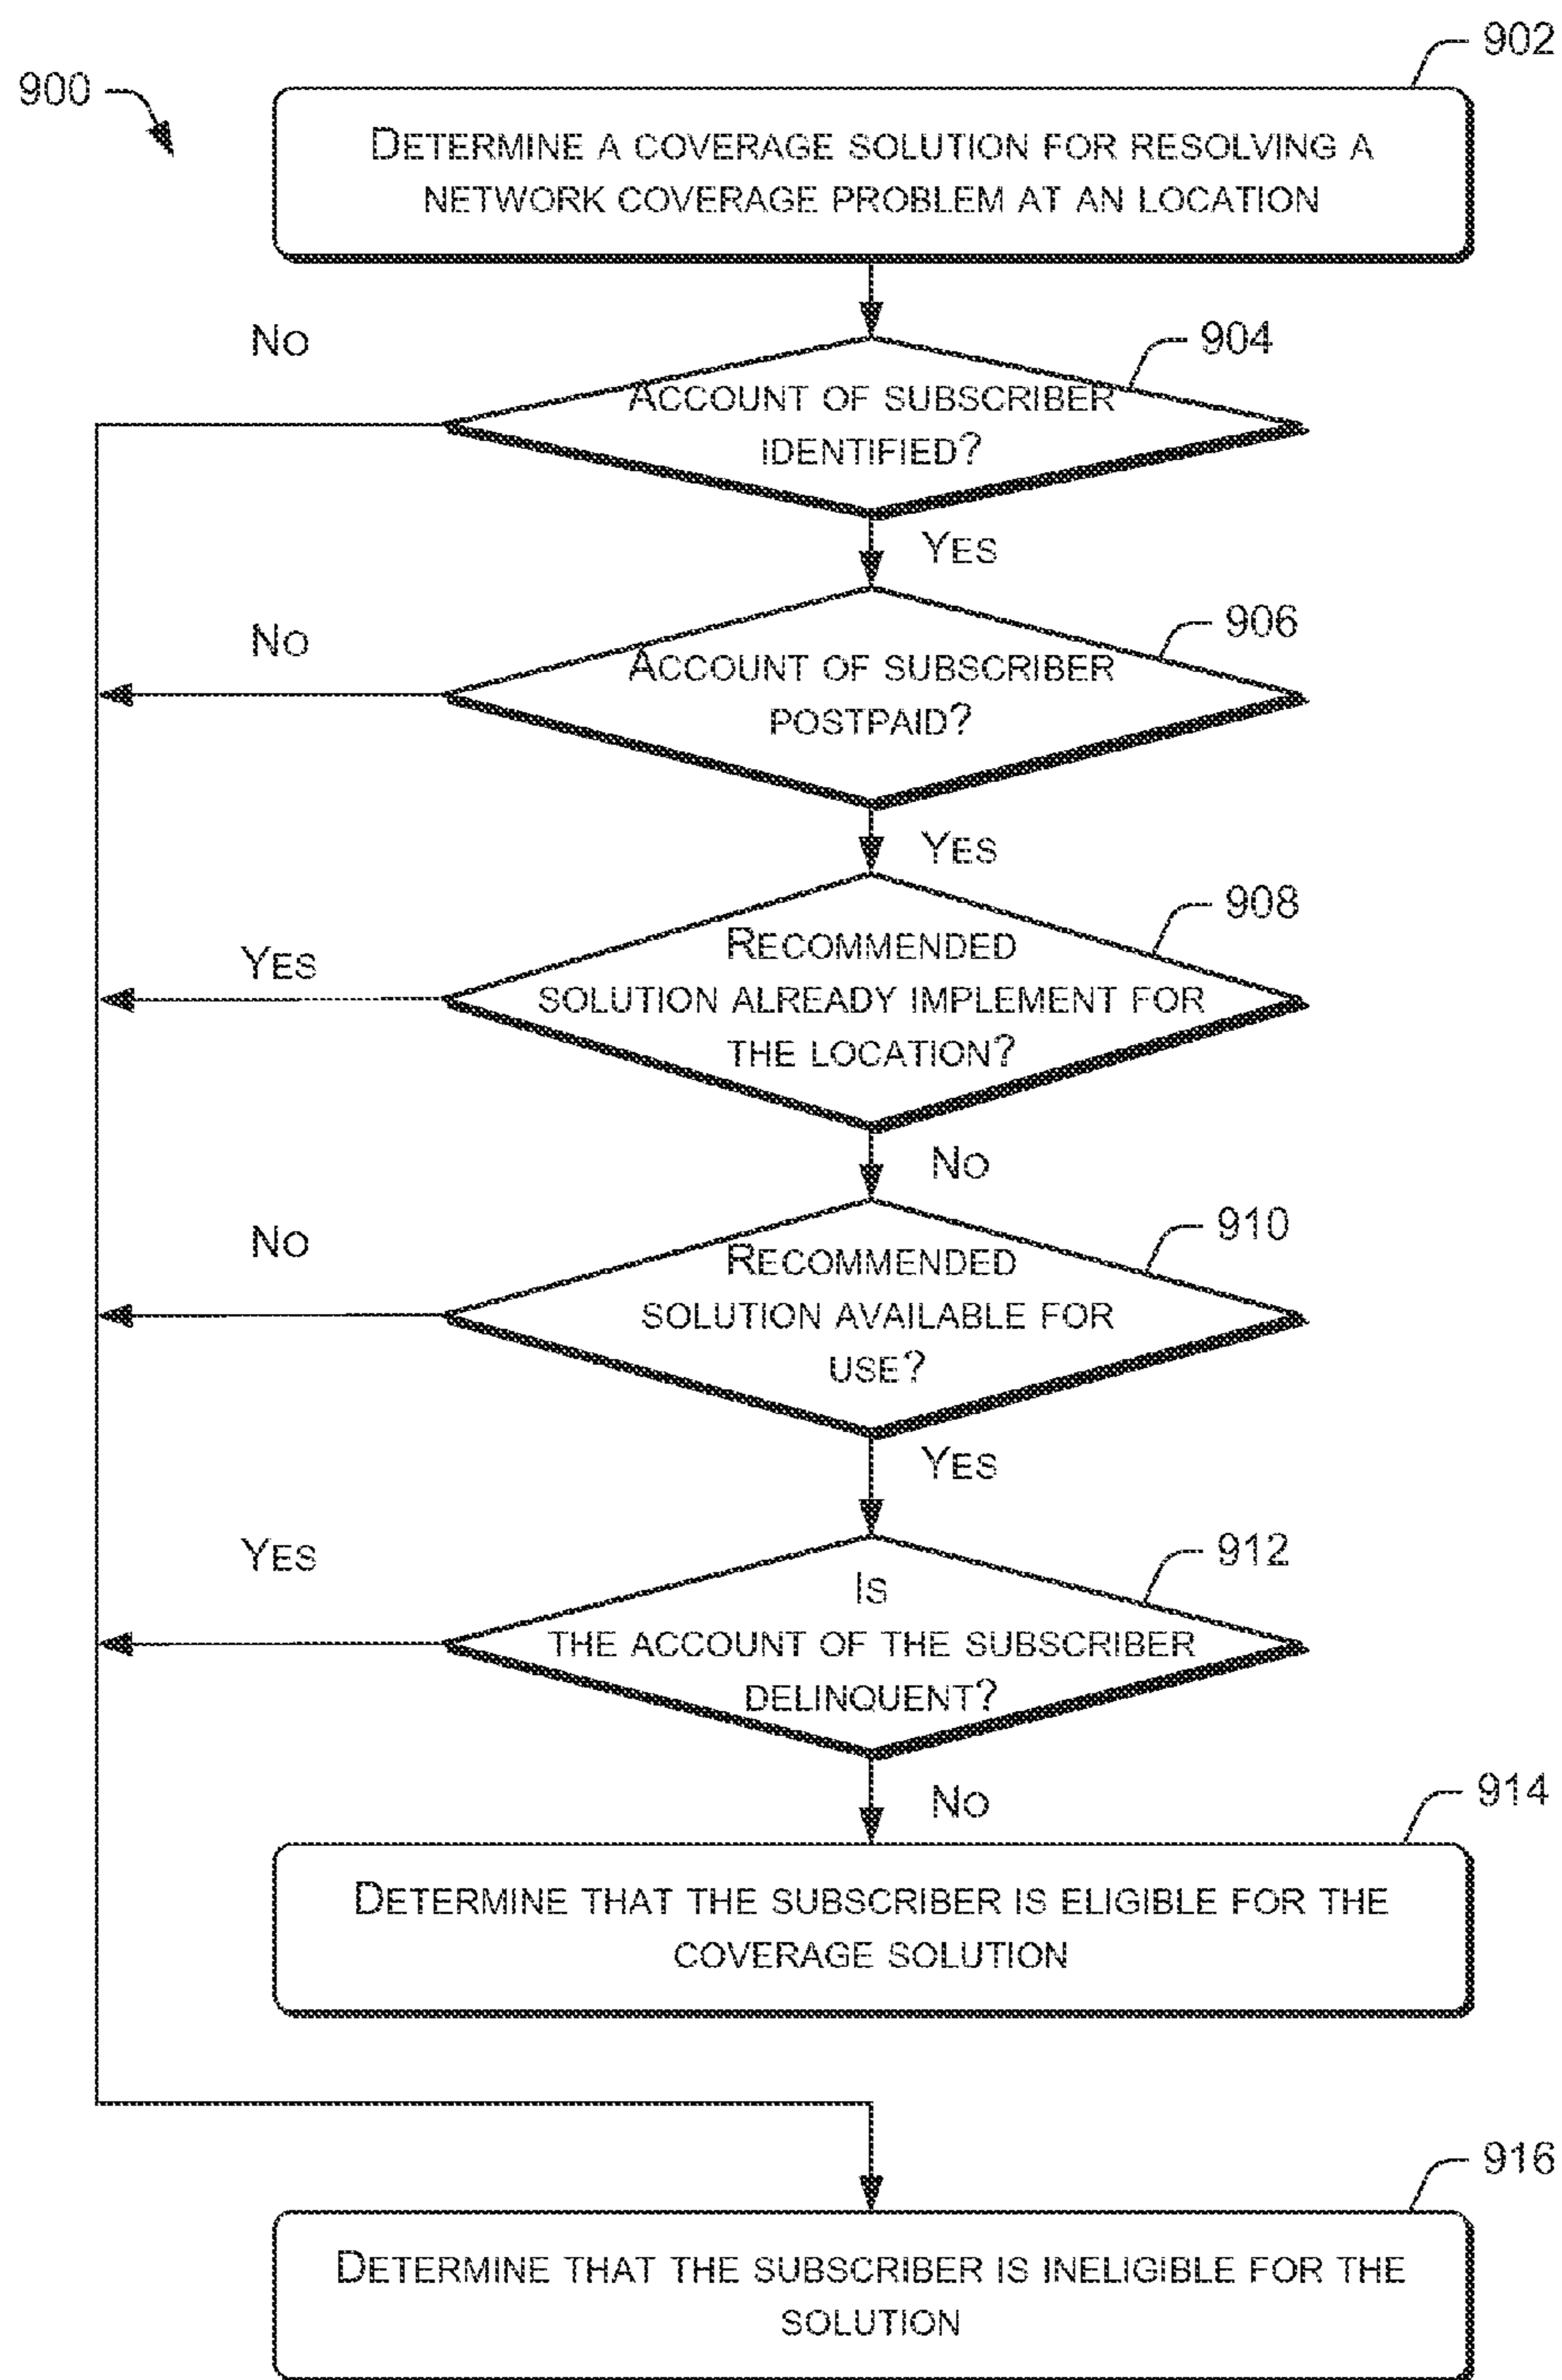 902
900
DETERMINE A COVERAGE SOLUTION FOR RESOLVING A
NETWORK COVERAGE PROBLEM AT AN LOCATION
NO
904
ACCOUNT OF SUBSCRIBER
IDENTIFIED?
YES
NO
906
ACCOUNT OF SUBSCRIBER
POSTPAID?
YES
908
YES
RECOMMENDED
SOLUTION ALREADY IMPLEMENT FOR
THE LOCATION?
NO
910
NO
RECOMMENDED
SOLUTION AVAILABLE FOR
USE?
YES
912
YES
IS
THE ACCOUNT OF THE SUBSCRIBER
DELINQUENT?
NO
914
DETERMINE THAT THE SUBSCRIBER IS ELIGIBLE FOR THE
COVERAGE SOLUTION
916
DETERMINE THAT THE SUBSCRIBER IS INELIGIBLE FOR THE
SOLUTION